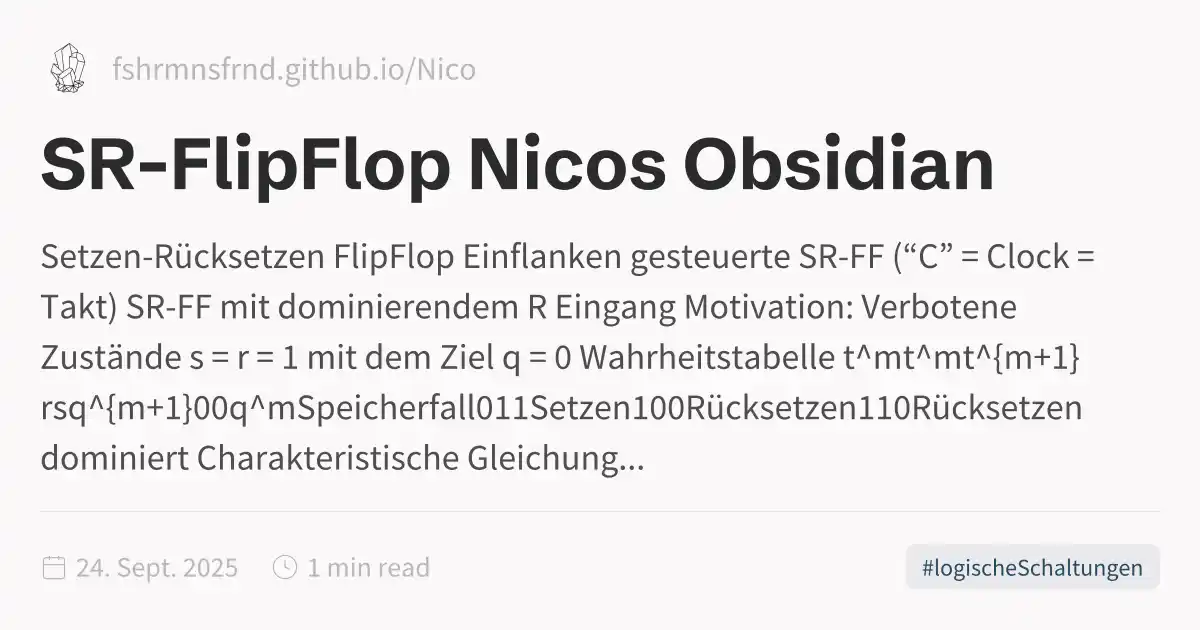 fshrmnsfrnd.github.io/Nico
SR-FlipFlop Nicos Obsidian
Setzen-Rücksetzen FlipFlop Einflanken gesteuerte SR-FF (“C” = Clock =
Takt) SR-FF mit dominierendem R Eingang Motivation: Verbotene
Zustände s = r = 1 mit dem Ziel q = 0 Wahrheitstabelle t^mt^mt^{m+1}
rsq^{m+1}00q^mSpeicherfall011Setzen100Rücksetzen110Rücksetzen
dominiert Charakteristische Gleichung...
24. Sept. 2025
1 min read
#logischeSchaltungen